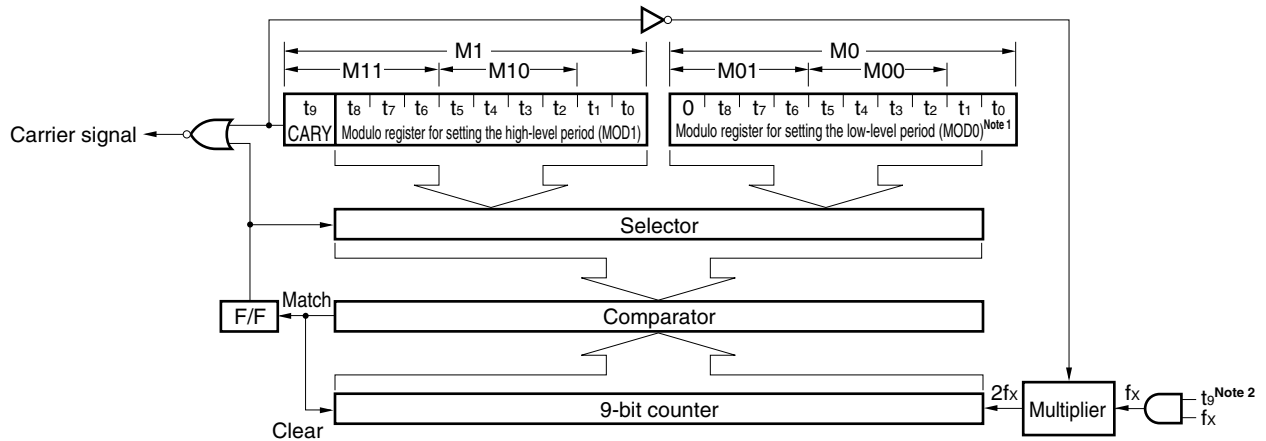 M1 M0
M11 M10 M01 M00
t9 t8 t7 t6 t5 t4 t3 t2 t1 t0 0 t8 t7 t6 t5 t4 t3 t2 t1 t0
Carrier signal
CARY Modulo register for setting the high-level period (MOD1) Modulo register for setting the low-level period (MOD0)Note 1
Selector
Match
F/F Comparator
2fX fX t9Note 2
9-bit counter Multiplier fX
Clear